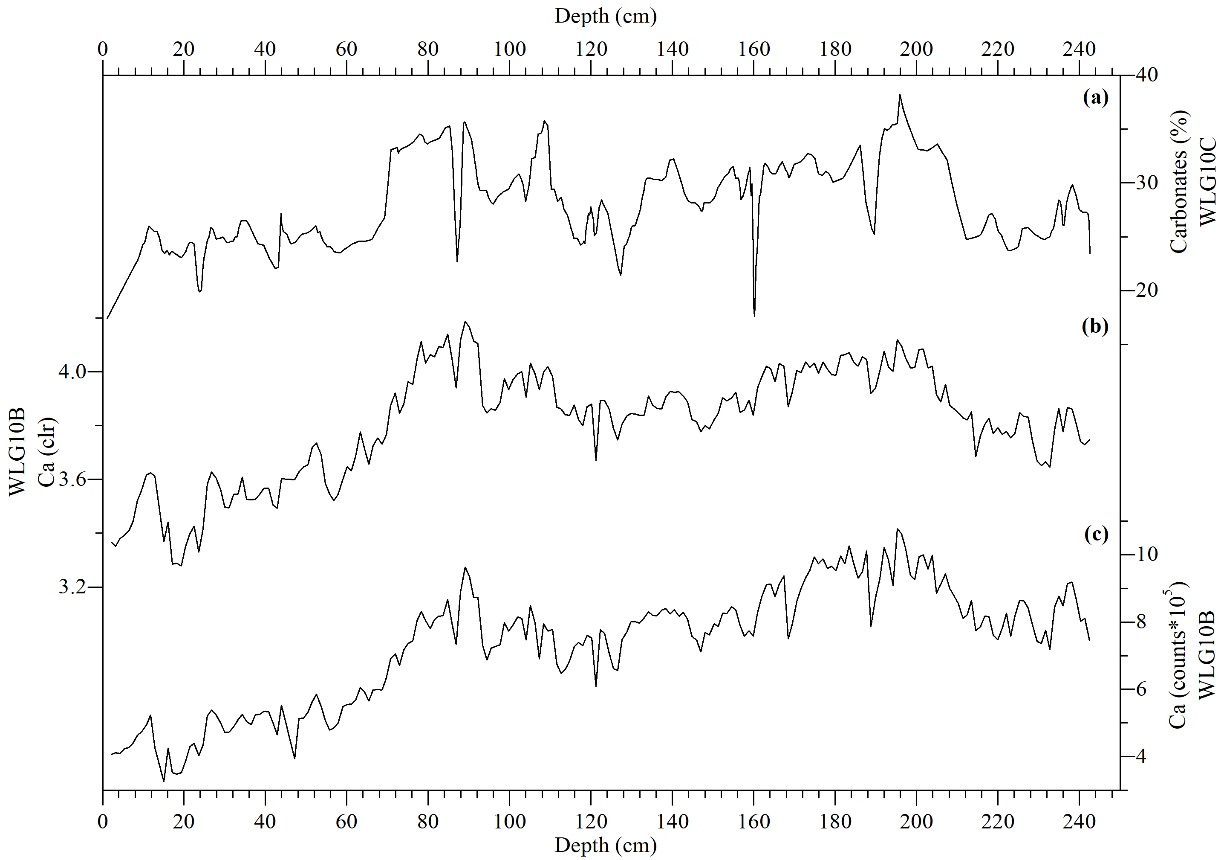 Depth (cm)
0 20 40 60 80 100 120 140 160 180 200 220 240
(a)
40
30
20
Carbonates (%)
WLG10C
(b)
4.0
3.6
3.2
WLG10B
Ca (clr)
(c)
10
8
6
4
Ca (counts*10⁵)
WLG10B
0 20 40 60 80 100 120 140 160 180 200 220 240
Depth (cm)